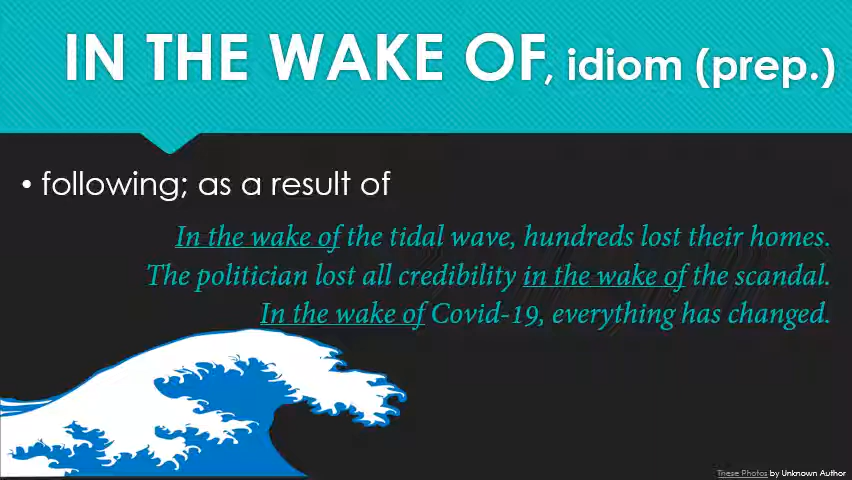 IN THE WAKE OF, idiom (prep.)
• following; as a result of
In the wake of the tidal wave, hundreds lost their homes.
The politician lost all credibility in the wake of the scandal.
In the wake of Covid-19, everything has changed.
These Photos by Unknown Author